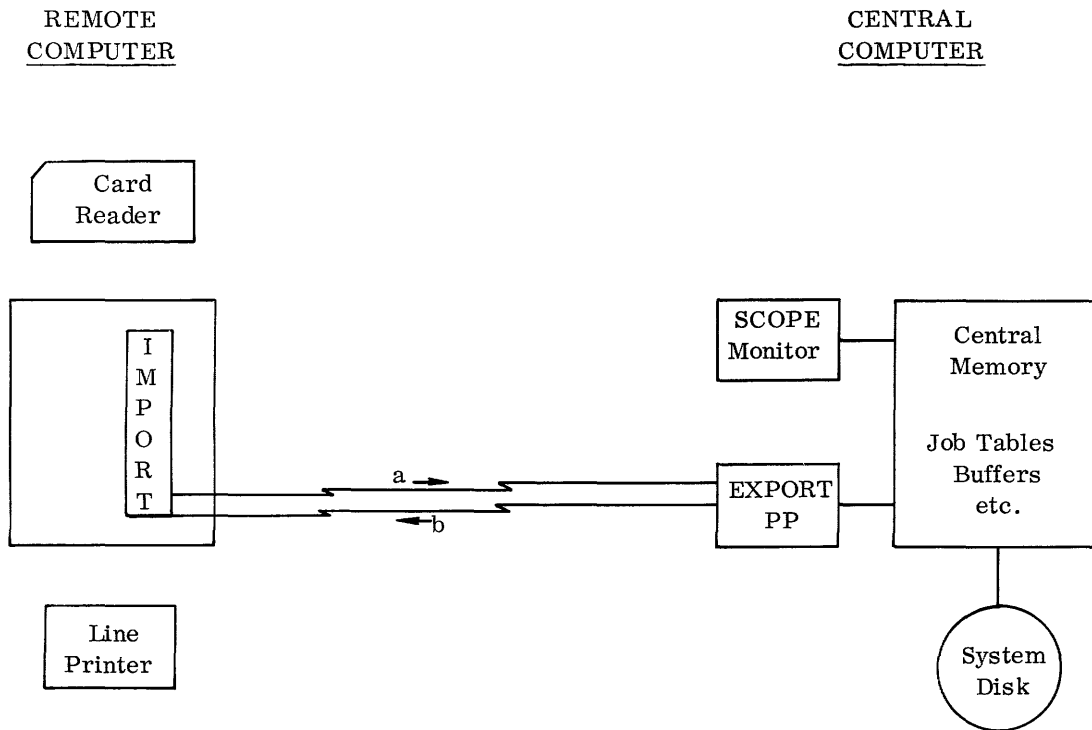 REMOTE
COMPUTER
CENTRAL
COMPUTER
Card
Reader
IMPORT
SCOPE
Monitor
Central
Memory
Job Tables
Buffers
etc.
a
b
EXPORT
PP
Line
Printer
System
Disk